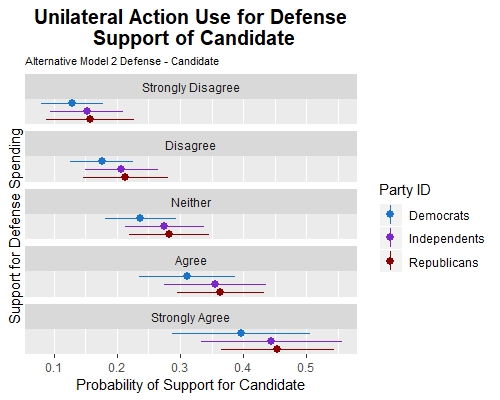 Unilateral Action Use for Defense
Support of Candidate
Alternative Model 2 Defense - Candidate
Support for Defense Spending
Strongly Disagree
Disagree
Neither
Agree
Strongly Agree
0.1 0.2 0.3 0.4 0.5
Probability of Support for Candidate
Party ID
Democrats
Independents
Republicans